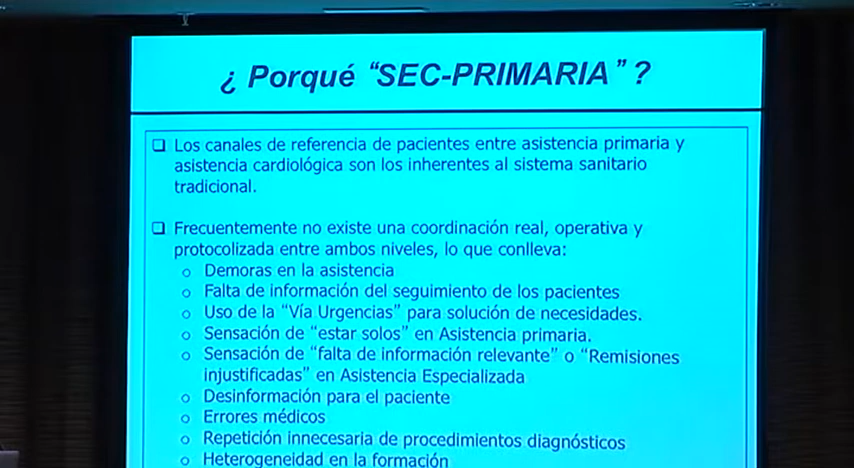 ¿ Porqué “SEC-PRIMARIA” ?
❑ Los canales de referencia de pacientes entre asistencia primaria y
asistencia cardiológica son los inherentes al sistema sanitario
tradicional.
❑ Frecuentemente no existe una coordinación real, operativa y
protocolizada entre ambos niveles, lo que conlleva:
o Demoras en la asistencia
o Falta de información del seguimiento de los pacientes
o Uso de la “Vía Urgencias” para solución de necesidades.
o Sensación de “estar solos” en Asistencia primaria.
o Sensación de “falta de información relevante” o “Remisiones
injustificadas” en Asistencia Especializada
o Desinformación para el paciente
o Errores médicos
o Repetición innecesaria de procedimientos diagnósticos
o Heterogeneidad en la formación